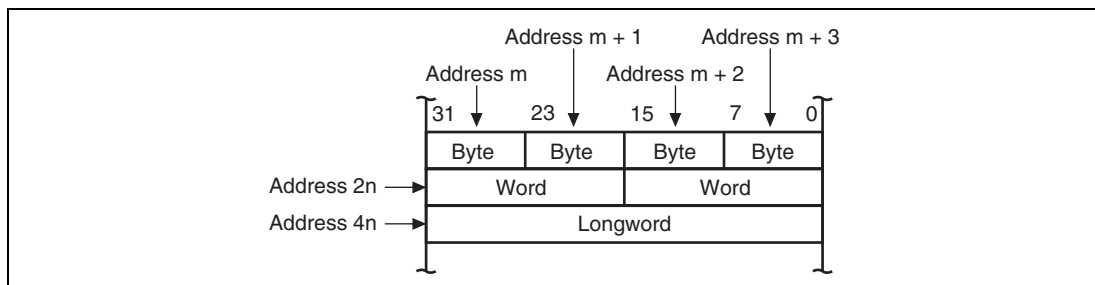 Address m + 1 Address m + 3
Address m Address m + 2
31 23 15 7 0
Byte Byte Byte Byte
Address 2n Word Word
Address 4n Longword